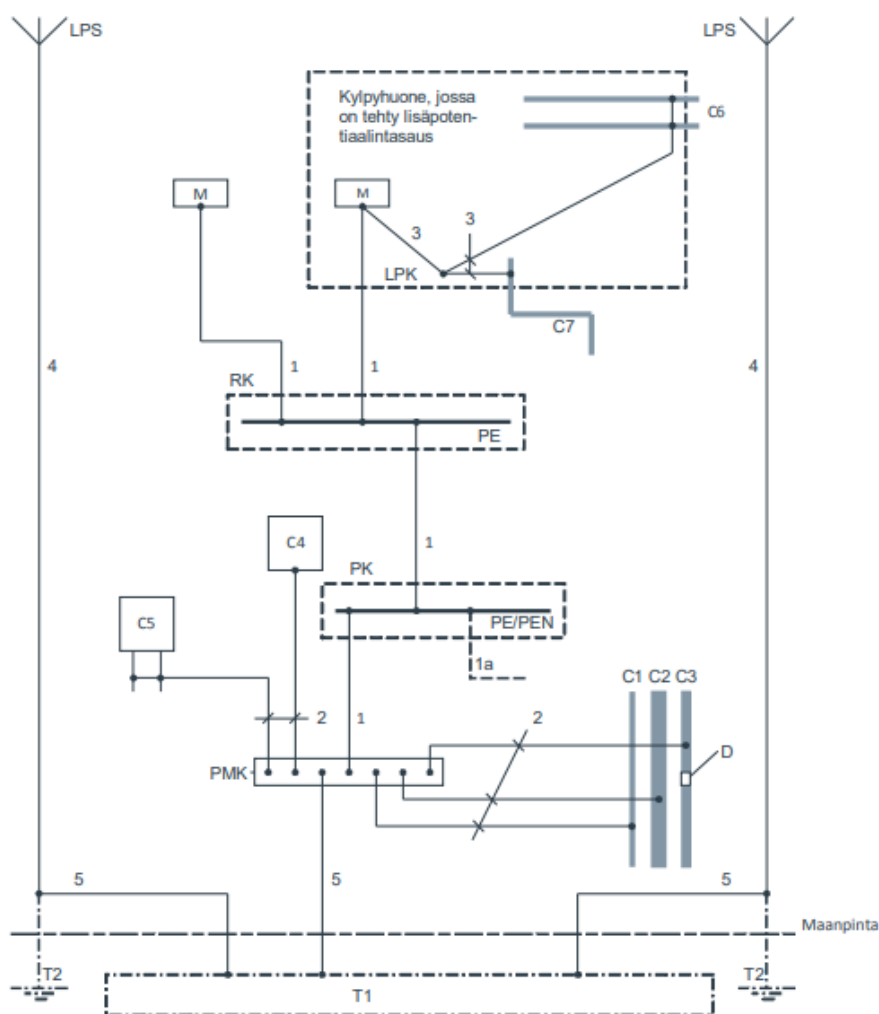 LPS
LPS
Kylpyhuone, jossa
on tehty lisäpoten-
tiaalintasaus
C6
M
M
3
3
LPK
C7
4
4
1
1
RK
PE
C4
1
PK
C5
PE/PEN
1a
C1 C2 C3
2
1
2
D
PMK
5
5
5
Maanpinta
T2
T2
T1